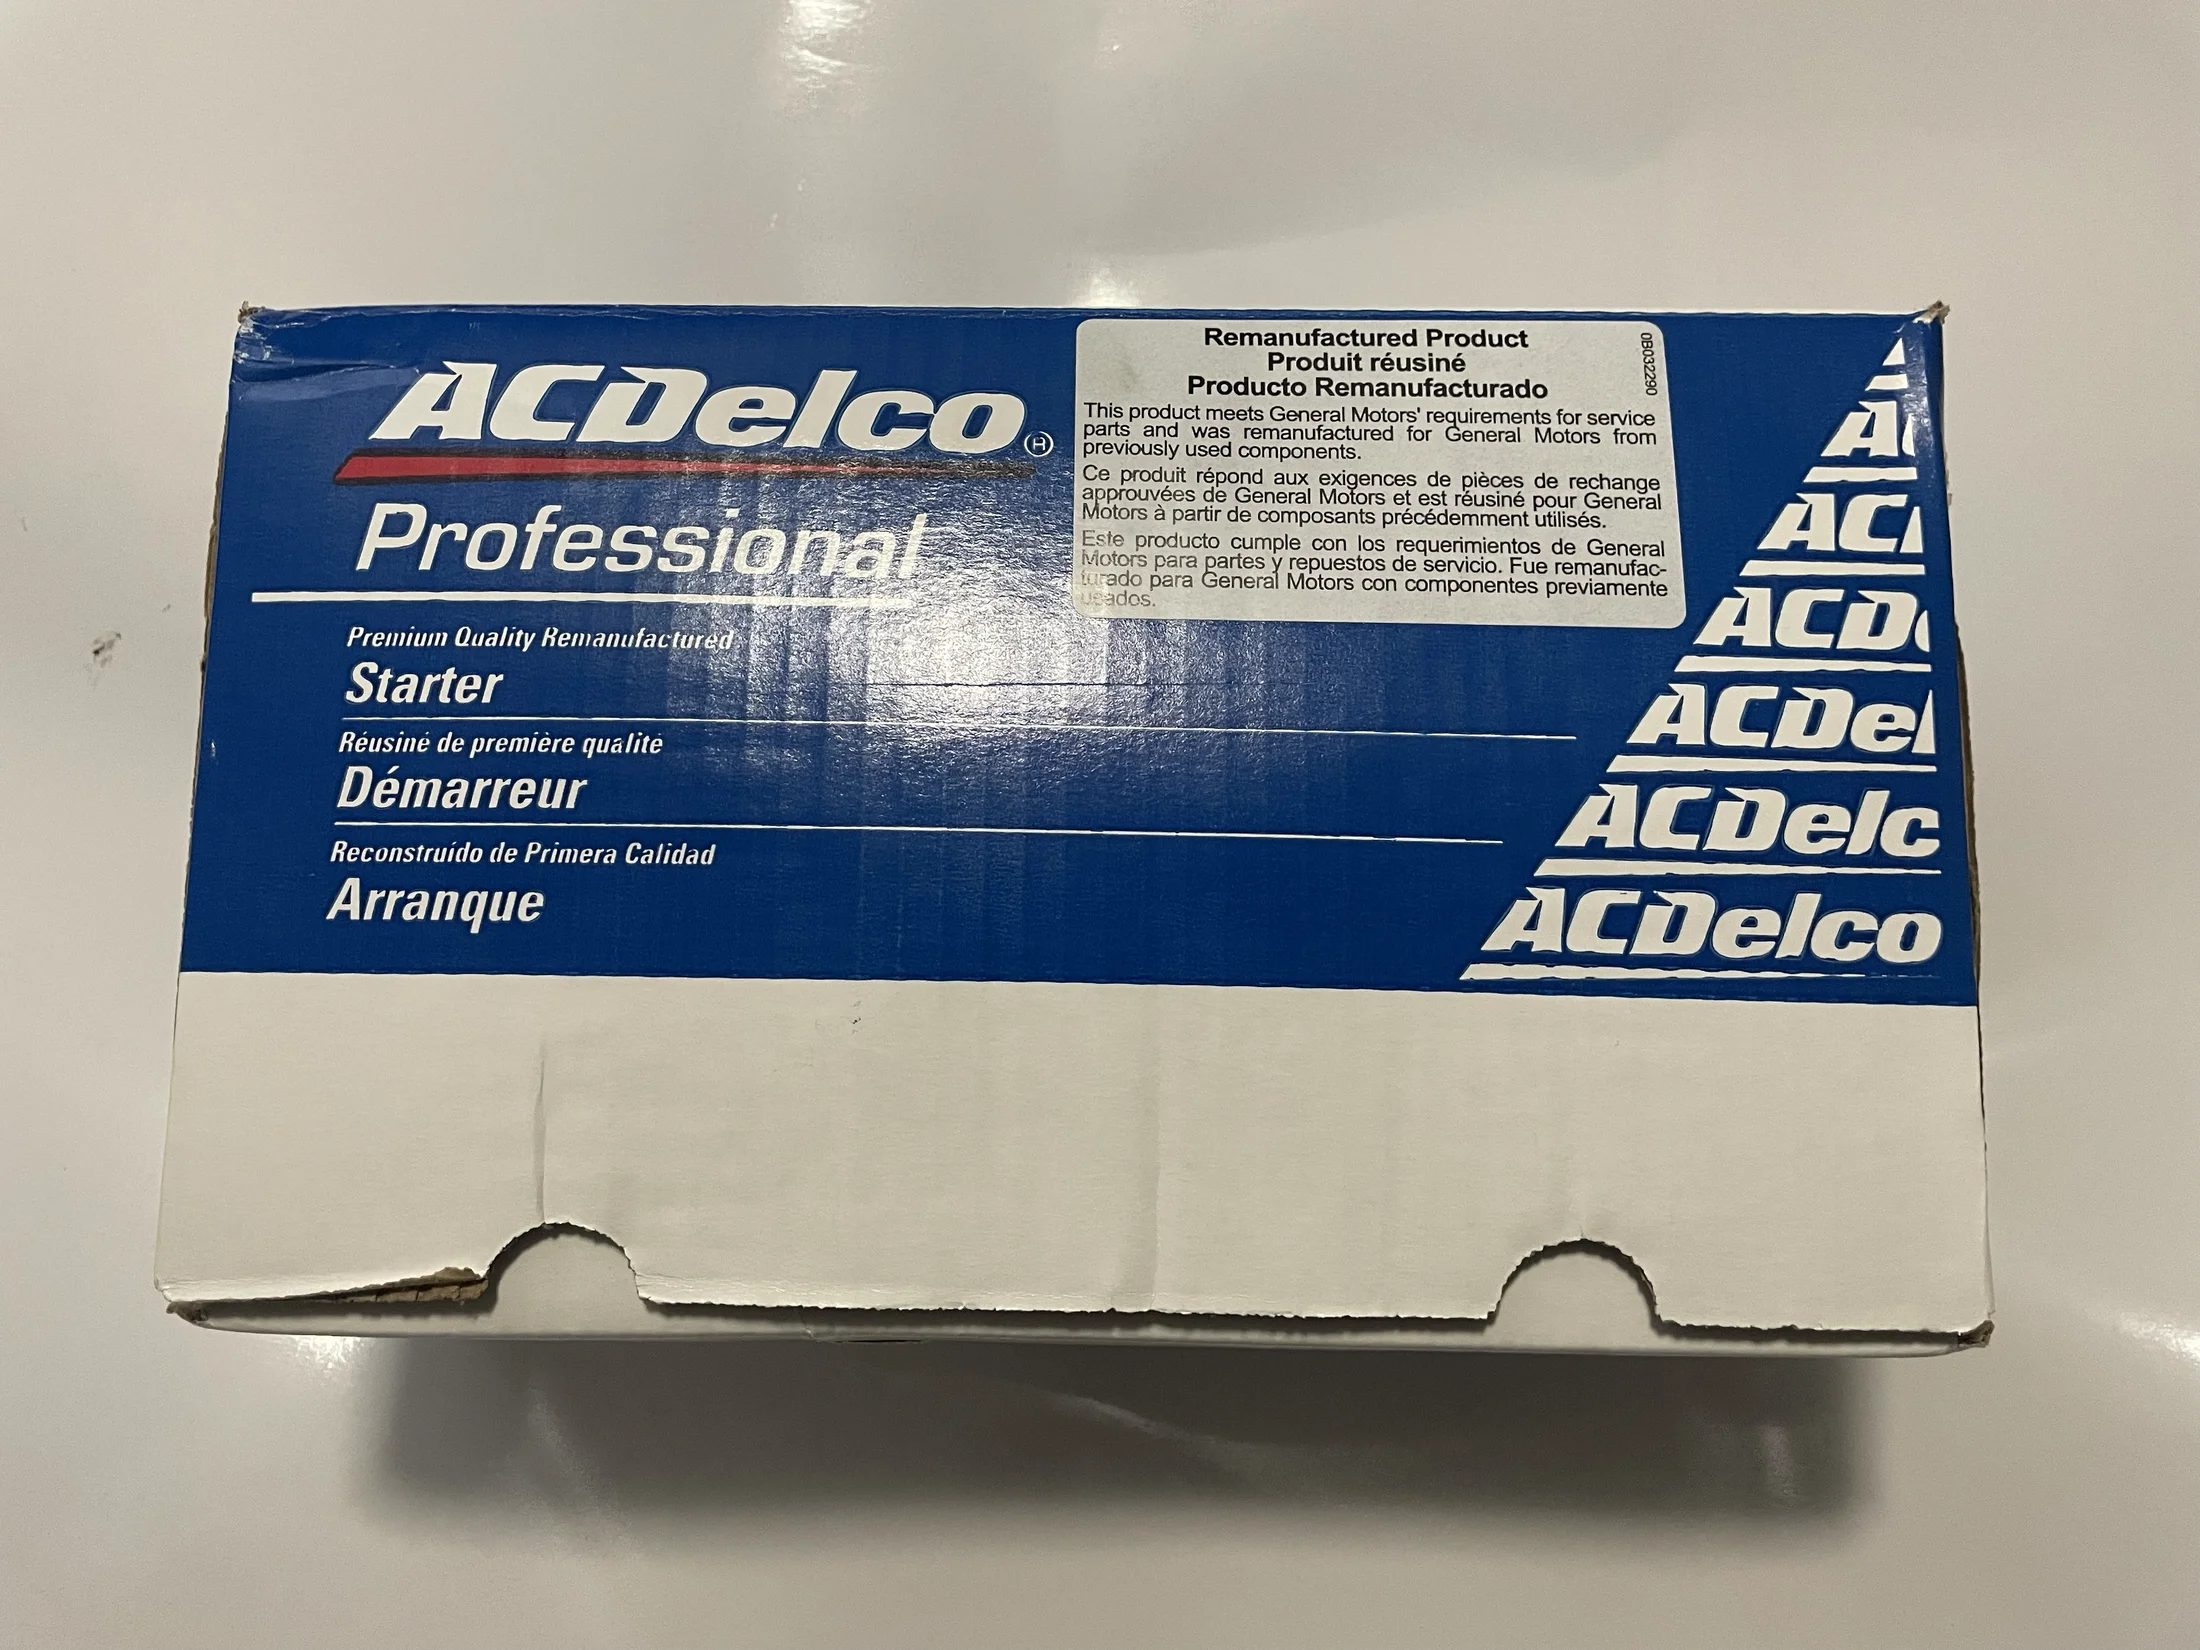 ACDelco®
Professional
Premium Quality Remanufactured
Starter
Réusiné de première qualité
Démarreur
Reconstruído de Primera Calidad
Arranque
Remanufactured Product
Produit réusiné
Producto Remanufacturado
This product meets General Motors' requirements for service
parts and was remanufactured for General Motors from
previously used components.
Ce produit répond aux exigences de pièces de rechange
approuvées de General Motors et est réusiné pour General
Motors à partir de composants précédemment utilisés.
Este producto cumple con los requerimientos de General
Motors para partes y repuestos de servicio. Fue remanufac-
turado para General Motors con componentes previamente
usados.
0B032290
A
AC
ACD
ACDel
ACDelc
ACDelco